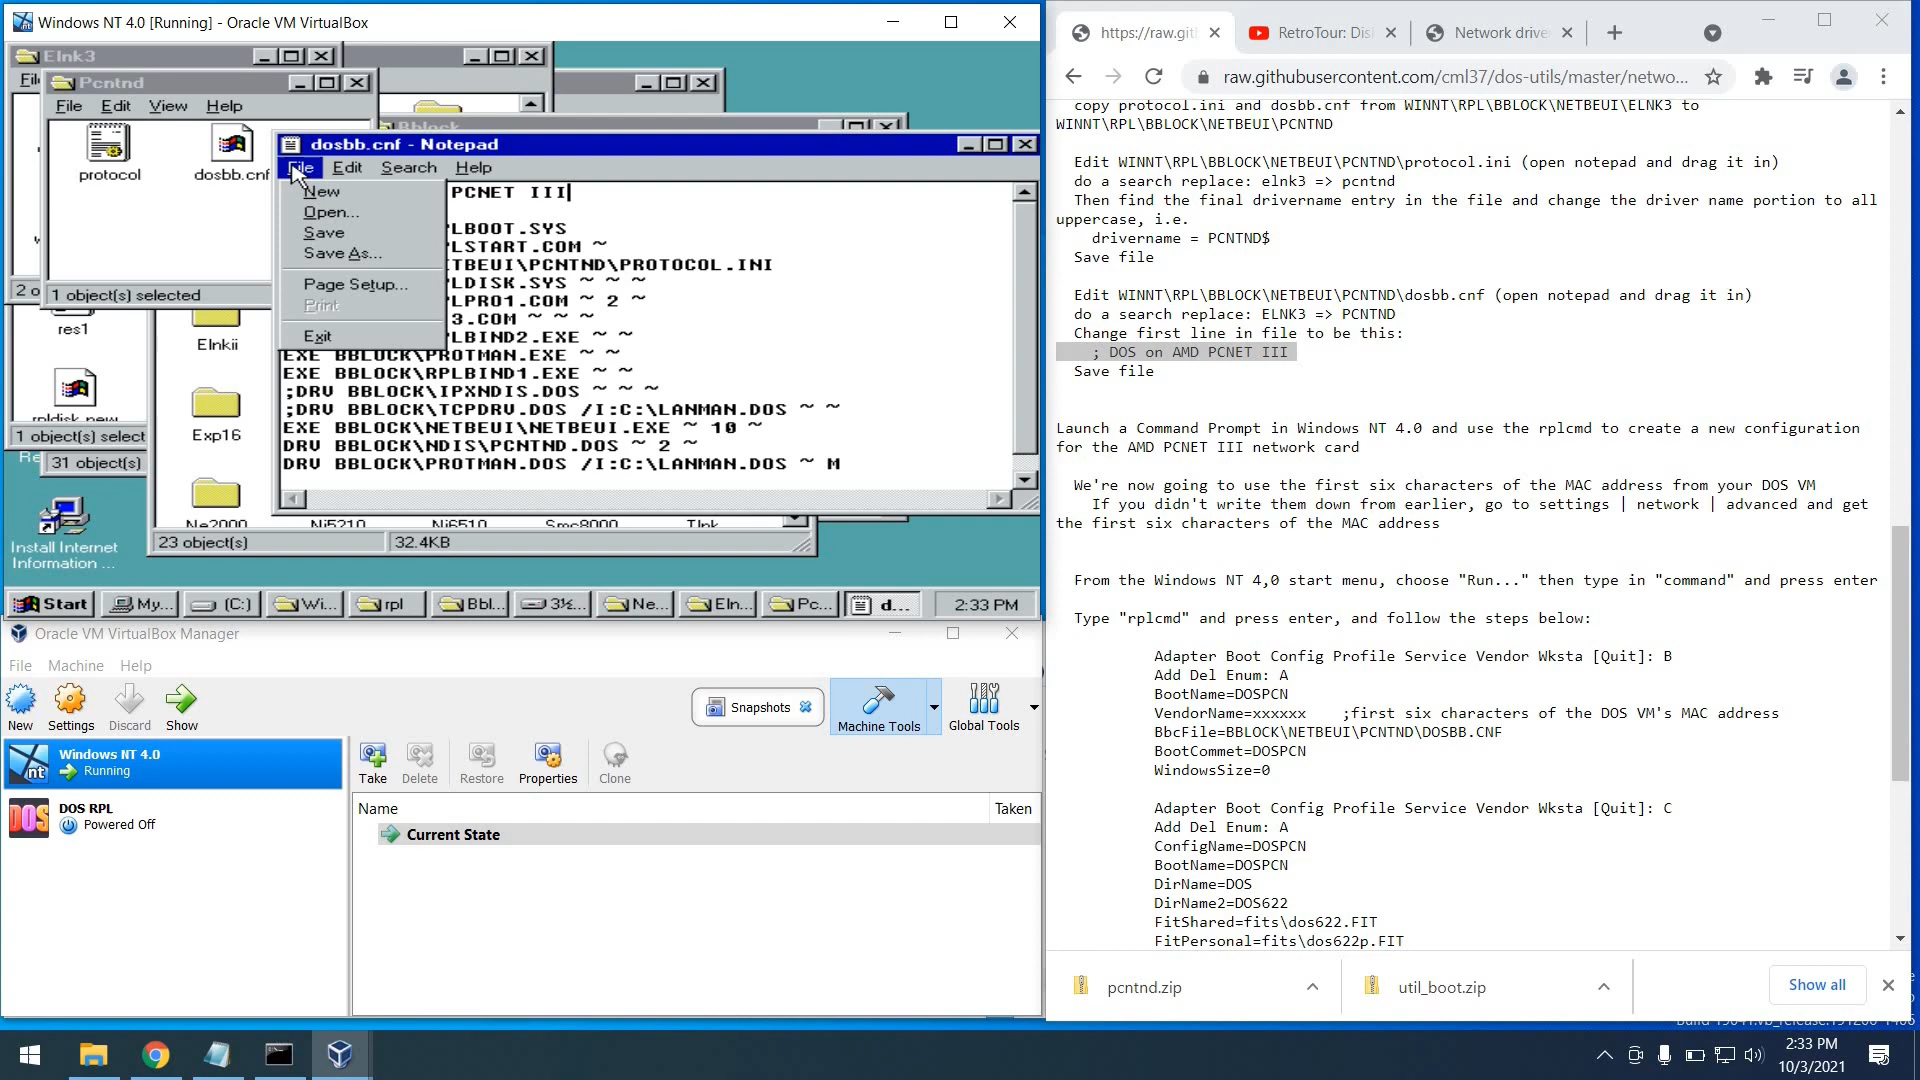 Windows NT 4.0 [Running] - Oracle VM VirtualBox
Elnk3
Pcntnd
File Edit View Help
protocol
dosbb.cnf
1 object(s) selected
Bblock
dosbb.cnf - Notepad
File Edit Search Help
New
Open...
Save
Save As...
Page Setup...
Print
Exit
PCNET III
PLBOOT.SYS
PLSTART.COM ~
TBEUI\PCNTND\PROTOCOL.INI
PLDISK.SYS ~ ~ ~
PLPRO1.COM ~ 2 ~
3.COM ~ ~ ~
PLBIND2.EXE ~ ~
EXE BBLOCK\PROTMAN.EXE ~ ~
EXE BBLOCK\RPLBIND1.EXE ~ ~
;DRV BBLOCK\IPXNDIS.DOS ~ ~ ~
;DRV BBLOCK\TCPDRV.DOS /I:C:\LANMAN.DOS ~ ~
EXE BBLOCK\NETBEUI\NETBEUI.EXE ~ 10 ~
DRV BBLOCK\NDIS\PCNTND.DOS ~ 2 ~
DRV BBLOCK\PROTMAN.DOS /I:C:\LANMAN.DOS ~ M
res1
rpldisk.new
1 object(s) select
31 object(s)
Elnkii
Exp16
Ne2000 Ni5210 Ni6510 Smc8000 Tlnk
23 object(s) 32.4KB
Install Internet
Information ...
Start My... (C:) Wi... rpl Bbl... 3½... Ne... Eln... Pc... d... 2:33 PM
Oracle VM VirtualBox Manager
File Machine Help
New Settings Discard Show
Snapshots
Machine Tools
Global Tools
Windows NT 4.0
Running
DOS RPL
Powered Off
Take Delete Restore Properties Clone
Name Taken
Current State
https://raw.git
RetroTour: Dis
Network drive
raw.githubusercontent.com/cml37/dos-utils/master/netwo...
copy protocol.ini and dosbb.cnf from WINNT\RPL\BBLOCK\NETBEUI\ELNK3 to
WINNT\RPL\BBLOCK\NETBEUI\PCNTND
Edit WINNT\RPL\BBLOCK\NETBEUI\PCNTND\protocol.ini (open notepad and drag it in)
do a search replace: elnk3 => pcntnd
Then find the final drivername entry in the file and change the driver name portion to all
uppercase, i.e.
drivername = PCNTND$
Save file
Edit WINNT\RPL\BBLOCK\NETBEUI\PCNTND\dosbb.cnf (open notepad and drag it in)
do a search replace: ELNK3 => PCNTND
Change first line in file to be this:
; DOS on AMD PCNET III
Save file
Launch a Command Prompt in Windows NT 4.0 and use the rplcmd to create a new configuration
for the AMD PCNET III network card
We're now going to use the first six characters of the MAC address from your DOS VM
If you didn't write them down from earlier, go to settings | network | advanced and get
the first six characters of the MAC address
From the Windows NT 4,0 start menu, choose "Run..." then type in "command" and press enter
Type "rplcmd" and press enter, and follow the steps below:
Adapter Boot Config Profile Service Vendor Wksta [Quit]: B
Add Del Enum: A
BootName=DOSPCN
VendorName=xxxxxx ;first six characters of the DOS VM's MAC address
BbcFile=BBLOCK\NETBEUI\PCNTND\DOSBB.CNF
BootCommet=DOSPCN
WindowsSize=0
Adapter Boot Config Profile Service Vendor Wksta [Quit]: C
Add Del Enum: A
ConfigName=DOSPCN
BootName=DOSPCN
DirName=DOS
DirName2=DOS622
FitShared=fits\dos622.FIT
FitPersonal=fits\dos622p.FIT
pcntnd.zip
util_boot.zip
Show all
2:33 PM
10/3/2021